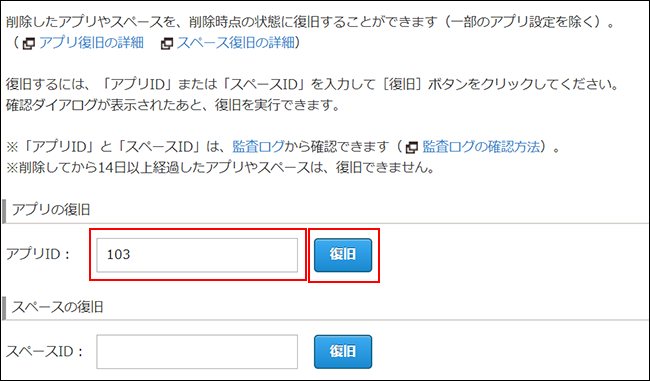 削除したアプリやスペースを、削除時点の状態に復旧することができます（一部のアプリ設定を除く）。
（ アプリ復旧の詳細 スペース復旧の詳細）
復旧するには、「アプリID」または「スペースID」を入力して［復旧］ボタンをクリックしてください。
確認ダイアログが表示されたあと、復旧を実行できます。
※「アプリID」と「スペースID」は、監査ログから確認できます（ 監査ログの確認方法）。
※削除してから14日以上経過したアプリやスペースは、復旧できません。
アプリの復旧
アプリID： 103 復旧
スペースの復旧
スペースID： 復旧